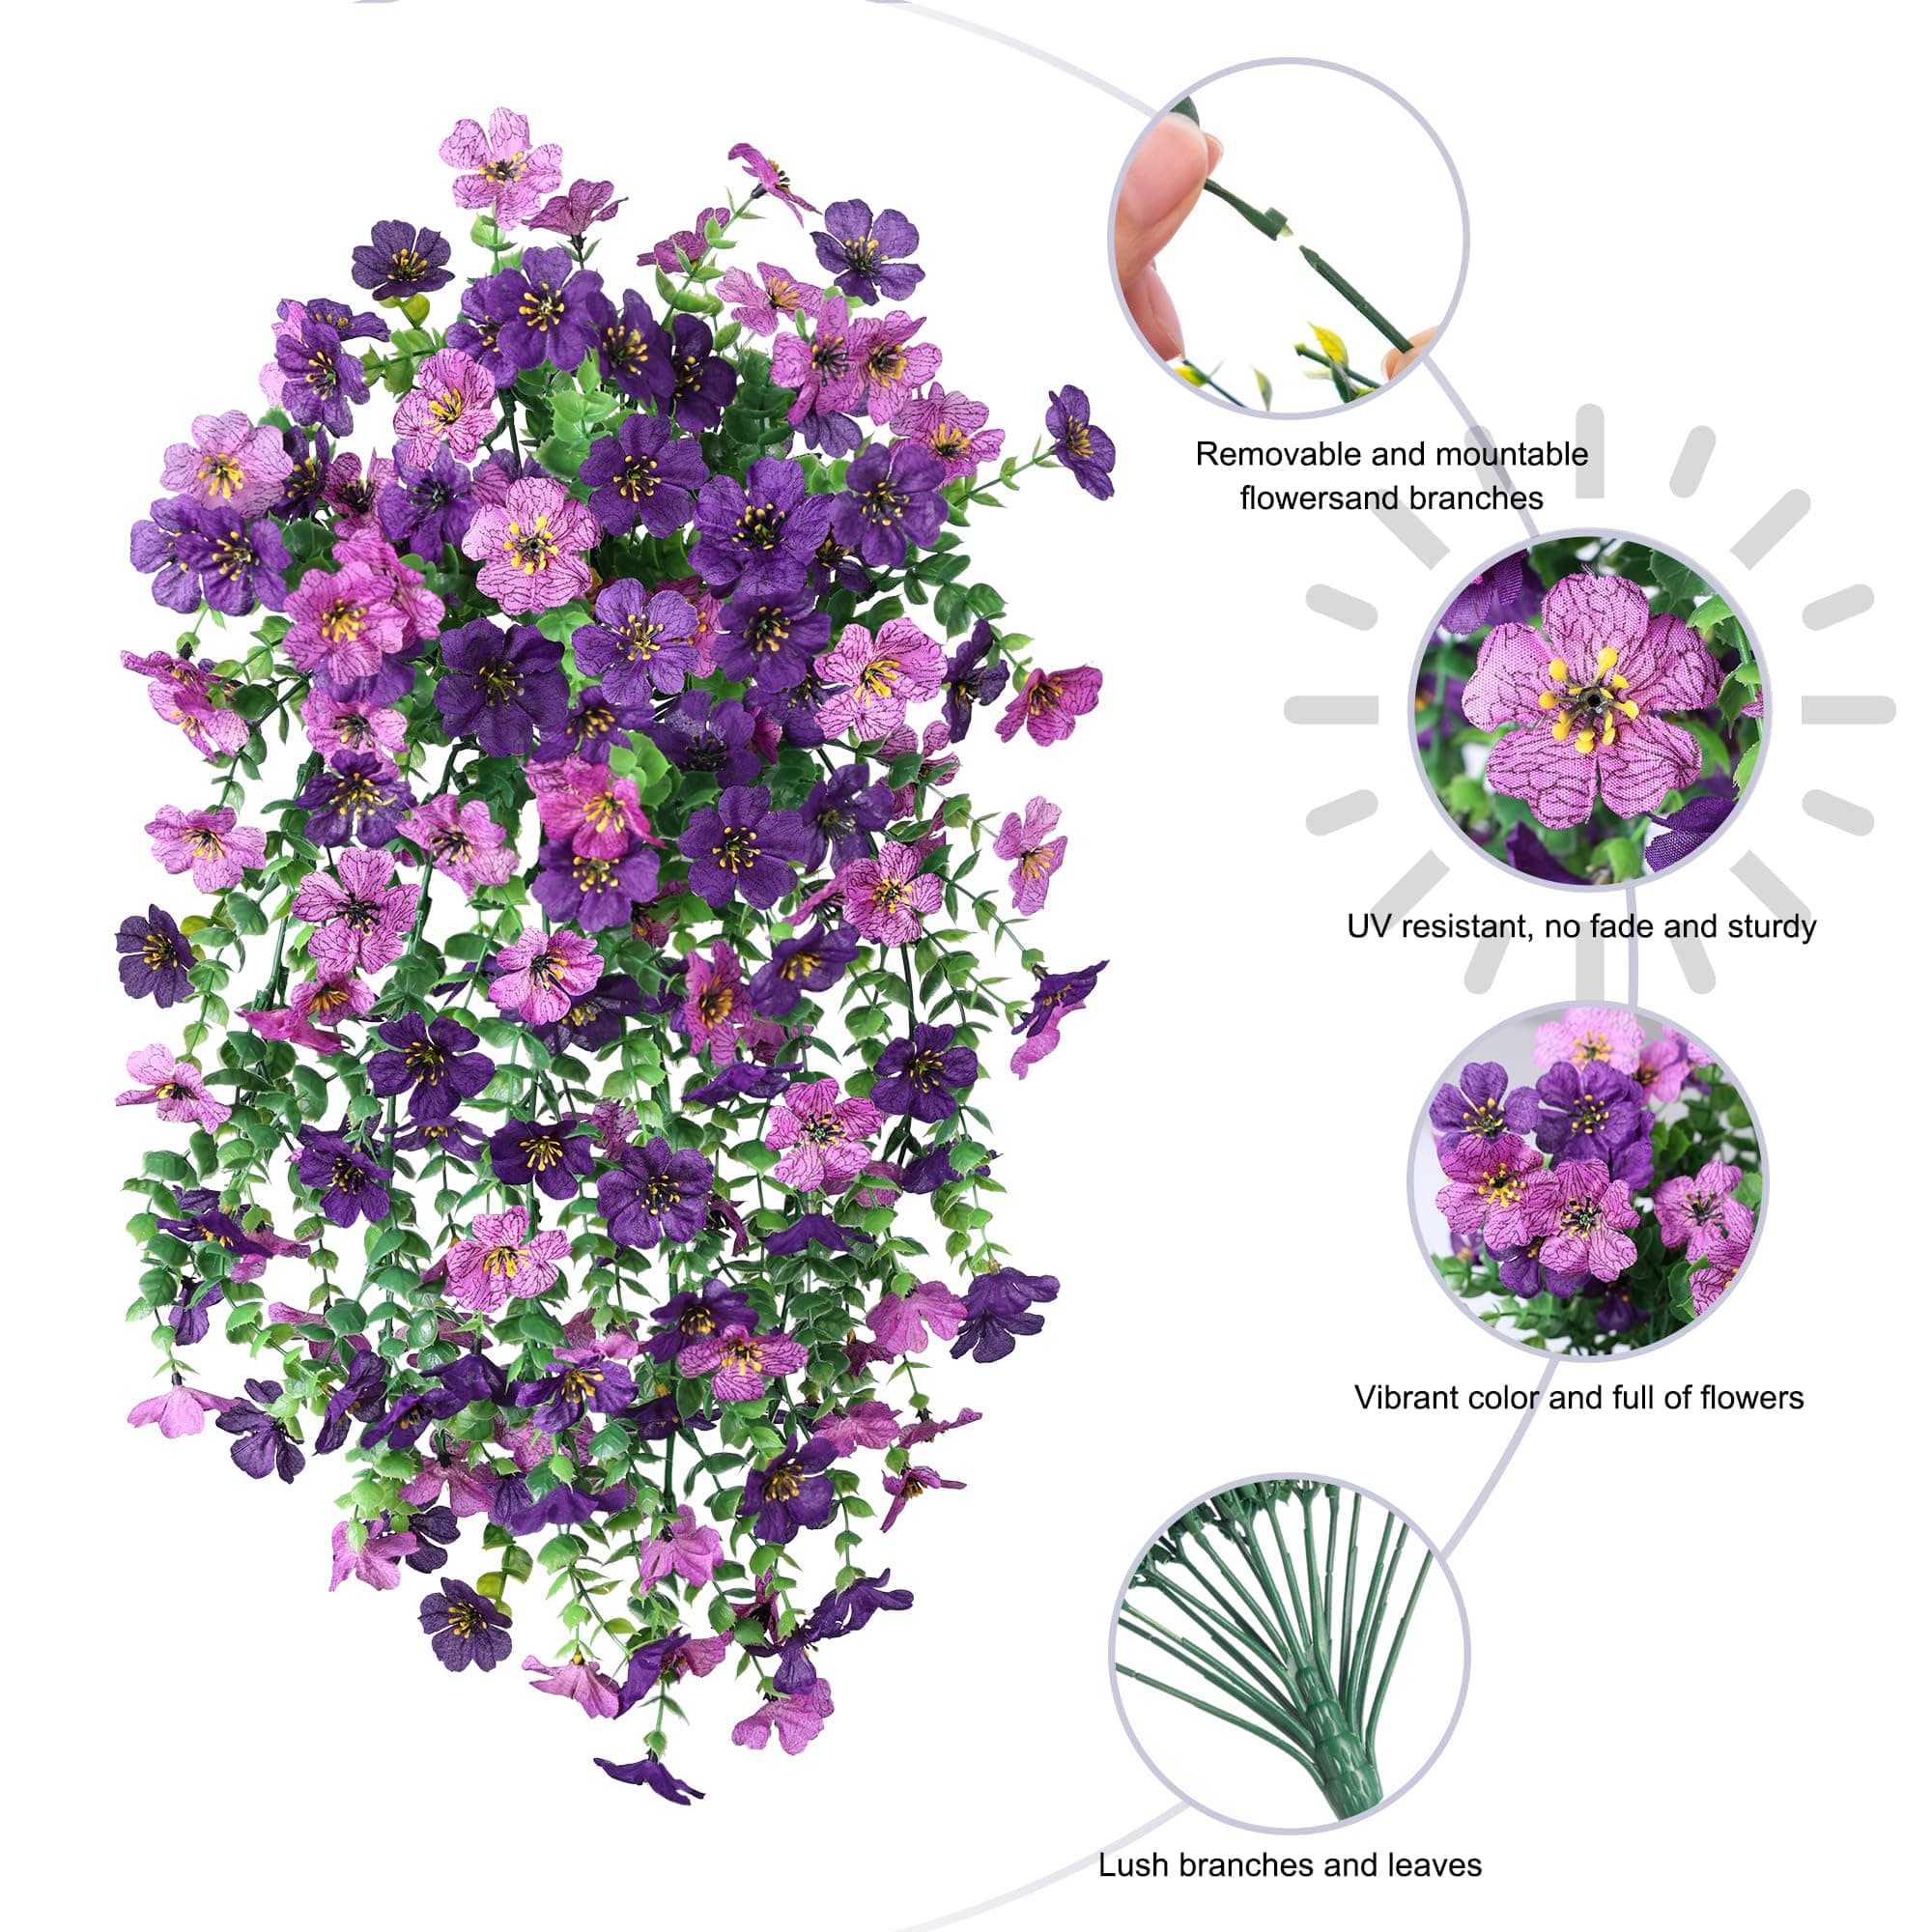 Removable and mountable
flowersand branches
UV resistant, no fade and sturdy
Vibrant color and full of flowers
Lush branches and leaves